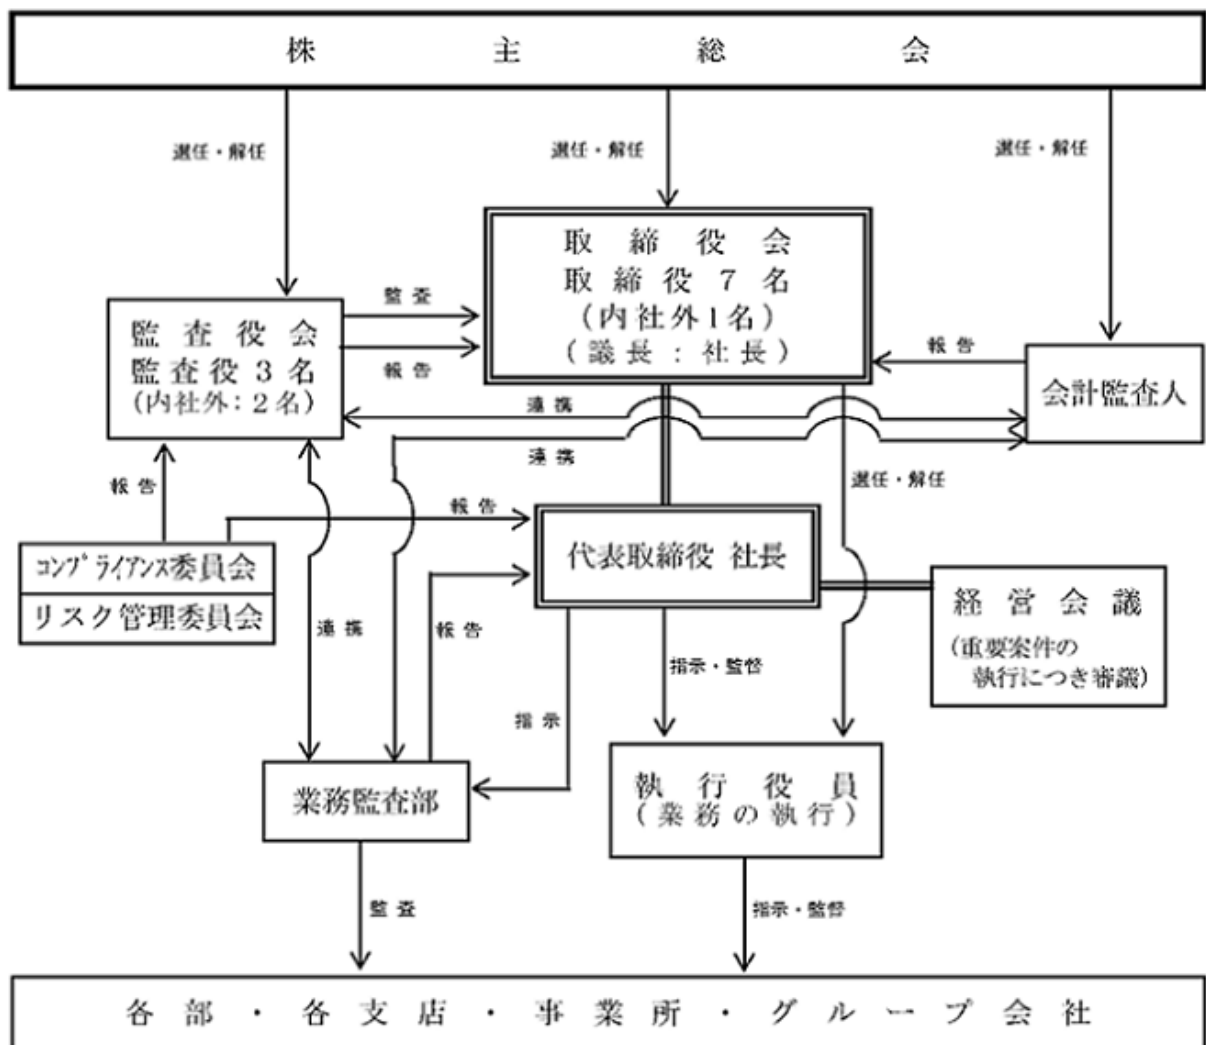 株主総会
選任・解任
選任・解任
選任・解任
取締役会
取締役7名
(内社外1名)
(議長:社長)
監査
報告
監査役会
監査役3名
(内社外:2名)
報告
会計監査人
連携
連携
報告
報告
選任・解任
コンプライアンス委員会
リスク管理委員会
代表取締役 社長
経営会議
(重要案件の
執行につき審議)
連携
報告
指示・監督
指示
業務監査部
執行役員
(業務の執行)
監査
指示・監督
各部・各支店・事業所・グループ会社